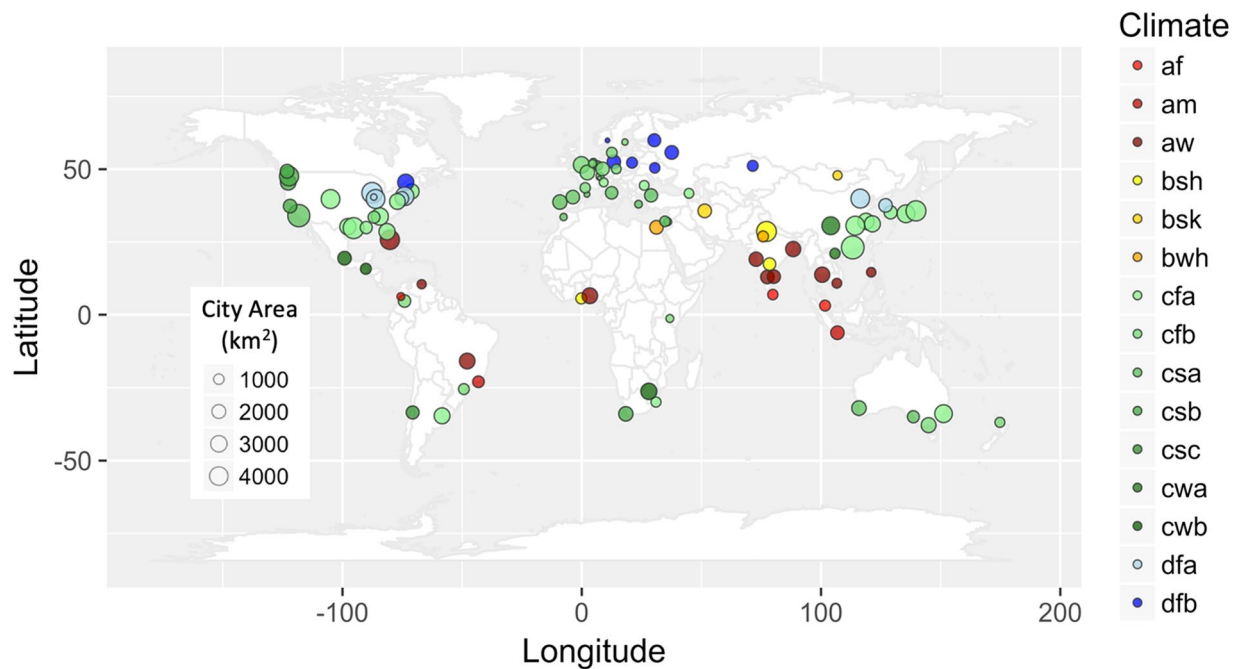 Climate
af
am
aw
bsh
bsk
bwh
cfa
cfb
csa
csb
csc
cwa
cwb
dfa
dfb
City Area
(km²)
1000
2000
3000
4000
Latitude
50
0
-50
-100
0
100
200
Longitude